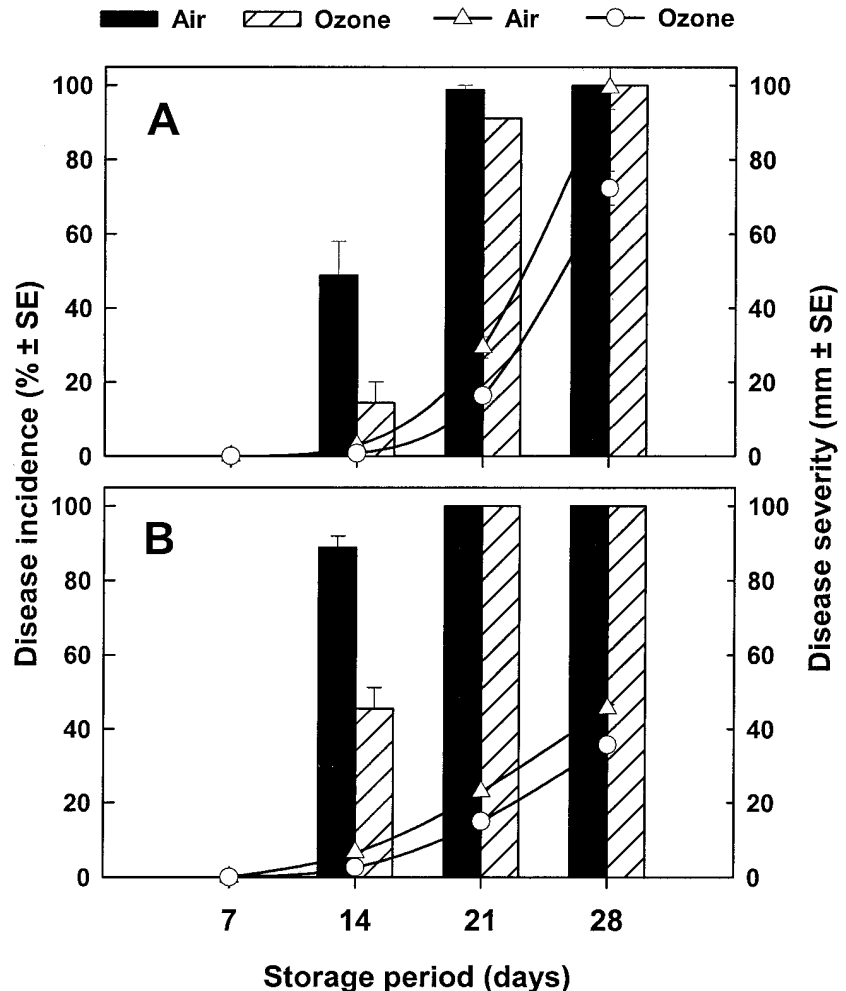 Air Ozone Air Ozone
A
100 100
80 80
60 60
40 40
20 20
0 0
B
100 100
80 80
60 60
40 40
20 20
0 0
Disease incidence (% ± SE)
Disease severity (mm ± SE)
7 14 21 28
Storage period (days)